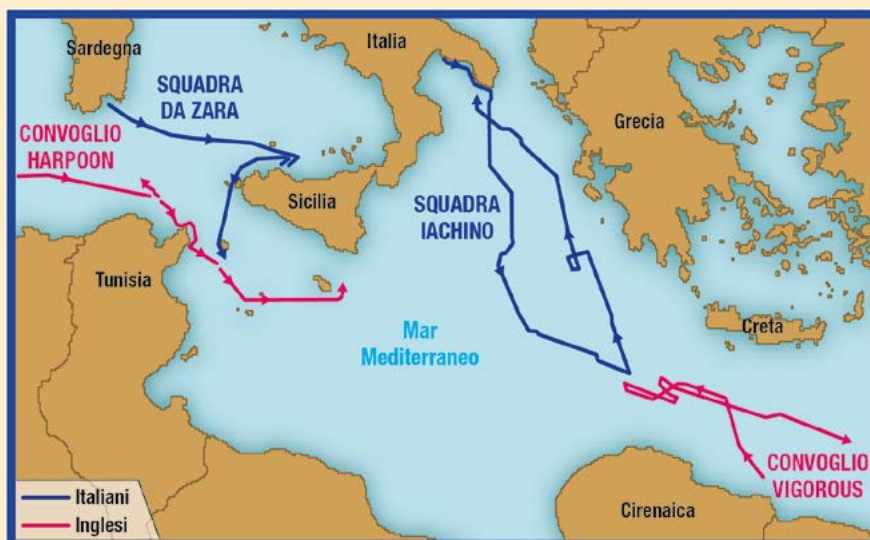 Sardegna
Italia
SQUADRA
DA ZARA
CONVOGLIO
HARPOON
Grecia
Sicilia
SQUADRA
IACHINO
Tunisia
Creta
Mar
Mediterraneo
CONVOGLIO
VIGOROUS
Italiani
Inglesi
Cirenaica